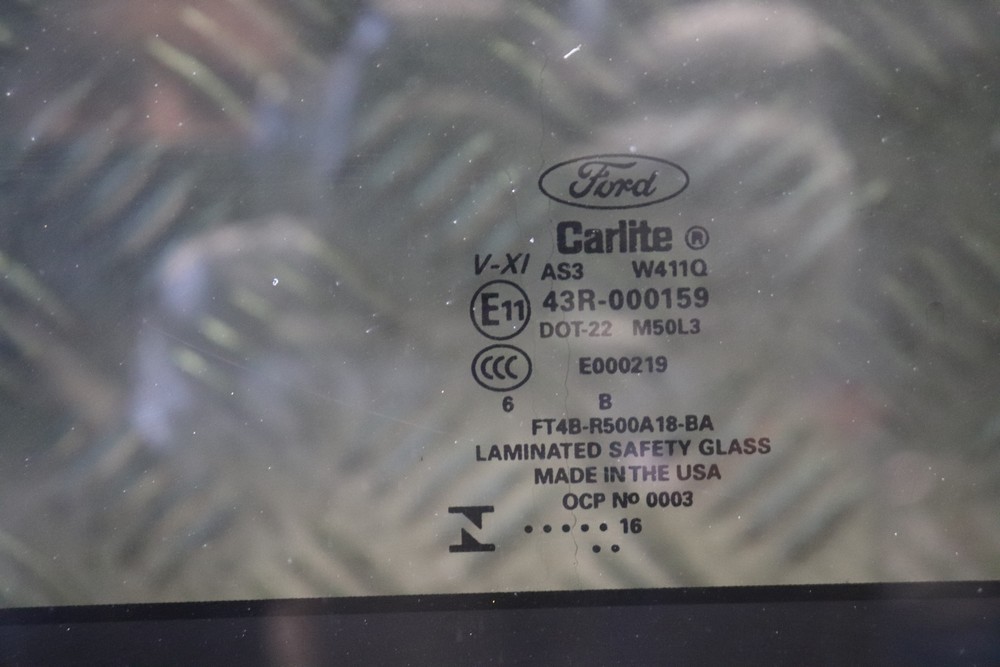 Ford
Carlite ®
V-XI AS3 W411Q
E11 43R-000159
DOT-22 M50L3
CCC E000219
6 B
FT4B-R500A18-BA
LAMINATED SAFETY GLASS
MADE IN THE USA
OCP Nº 0003
• • • • • 16
• •